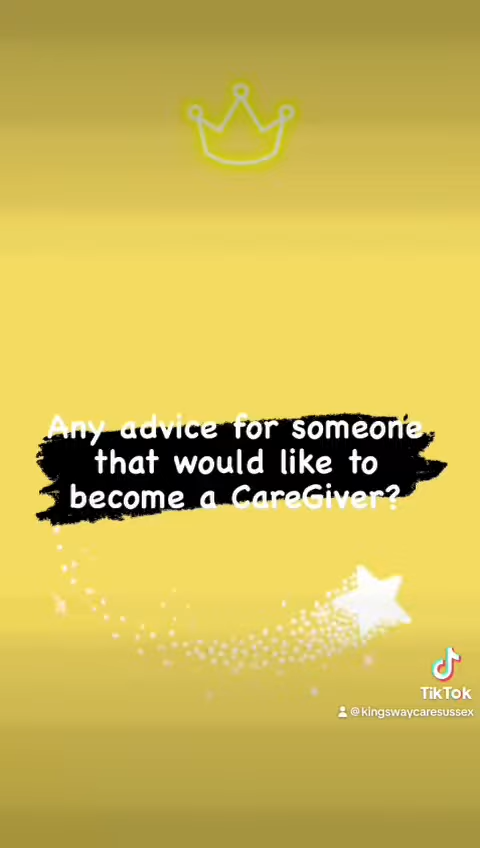 Any advice for someone
that would like to
become a CareGiver?
TikTok
@kingswaycaresussex